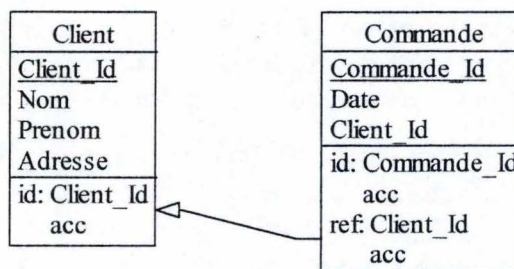 Client
Client_Id
Nom
Prenom
Adresse
id: Client_Id
acc
Commande
Commande_Id
Date
Client_Id
id: Commande_Id
acc
ref: Client_Id
acc